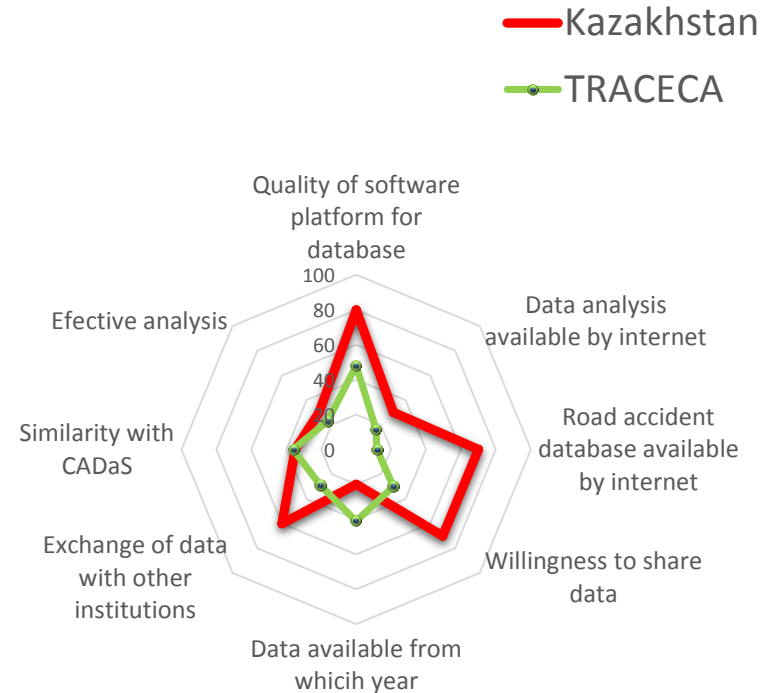 Kazakhstan
TRACECA
Quality of software
platform for
database
100
80
60
40
20
0
Data analysis
available by internet
Road accident
database available
by internet
Willingness to share
data
Data available from
whicih year
Exchange of data
with other
institutions
Similarity with
CADaS
Efective analysis